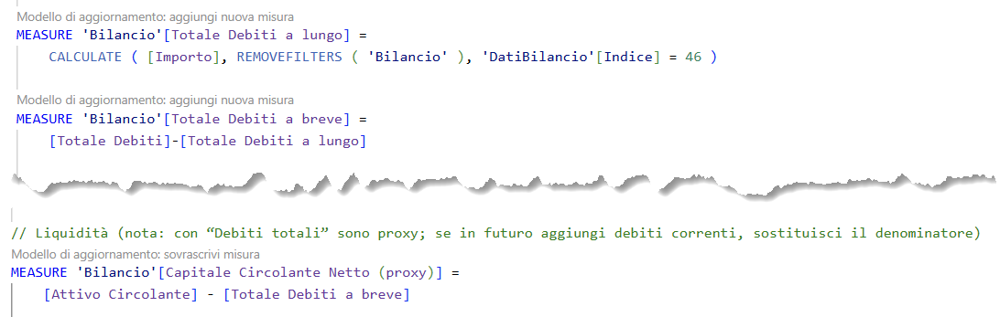 Modello di aggiornamento: aggiungi nuova misura
MEASURE 'Bilancio'[Totale Debiti a lungo] =
CALCULATE ( [Importo], REMOVEFILTERS ( 'Bilancio' ), 'DatiBilancio'[Indice] = 46 )
Modello di aggiornamento: aggiungi nuova misura
MEASURE 'Bilancio'[Totale Debiti a breve] =
[Totale Debiti]-[Totale Debiti a lungo]
// Liquidità (nota: con “Debiti totali” sono proxy; se in futuro aggiungi debiti correnti, sostituisci il denominatore)
Modello di aggiornamento: sovrascrivi misura
MEASURE 'Bilancio'[Capitale Circolante Netto (proxy)] =
[Attivo Circolante] - [Totale Debiti a breve]